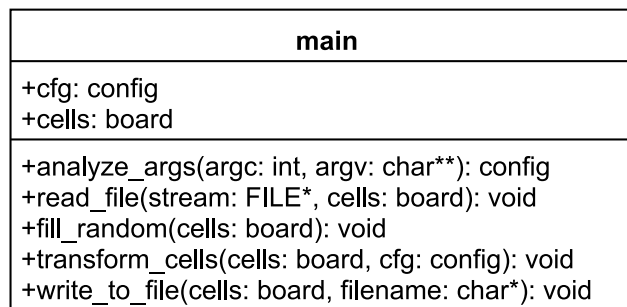 main
+cfg: config
+cells: board
+analyze_args(argc: int, argv: char**): config
+read_file(stream: FILE*, cells: board): void
+fill_random(cells: board): void
+transform_cells(cells: board, cfg: config): void
+write_to_file(cells: board, filename: char*): void